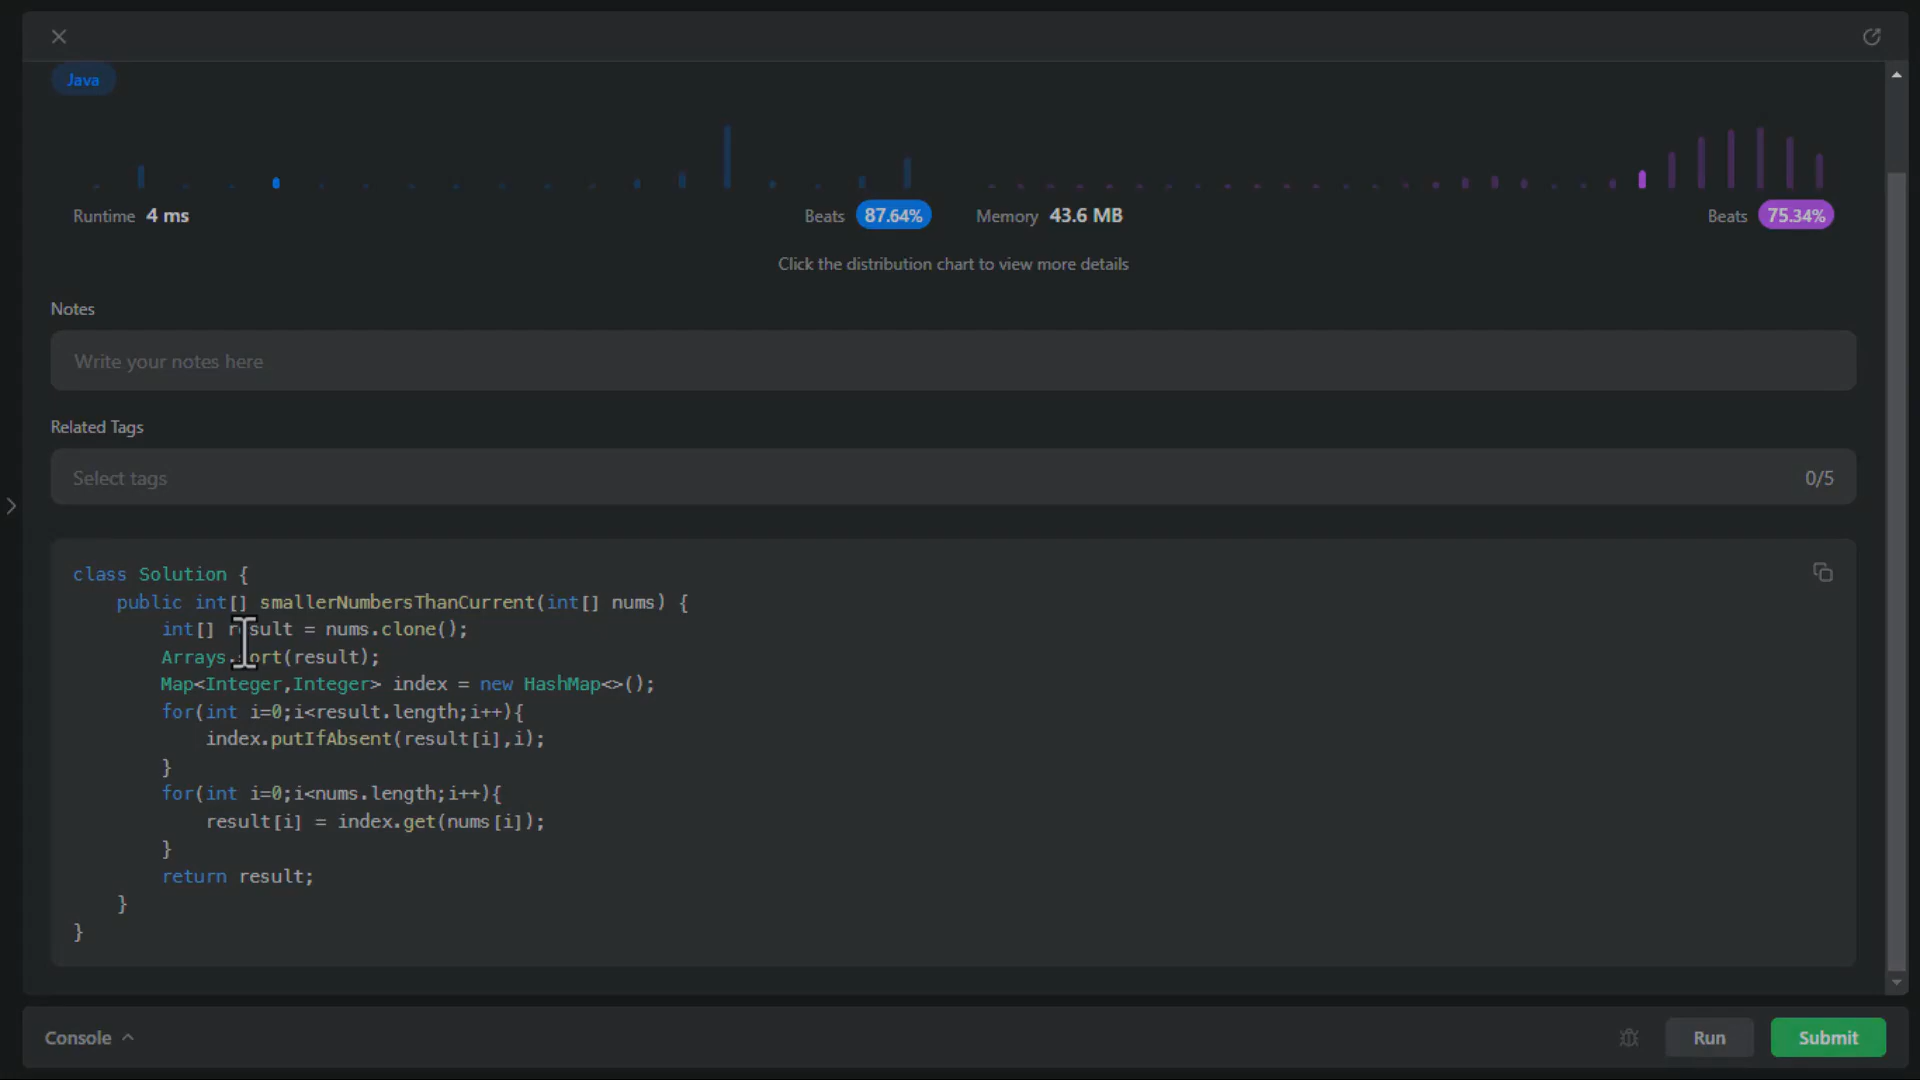 Java
Runtime 4 ms Beats 87.64% Memory 43.6 MB Beats 75.34%
Click the distribution chart to view more details
Notes
Write your notes here
Related Tags
Select tags 0/5
class Solution {
    public int[] smallerNumbersThanCurrent(int[] nums) {
        int[] result = nums.clone();
        Arrays.sort(result);
        Map<Integer,Integer> index = new HashMap<>();
        for(int i=0;i<result.length;i++){
            index.putIfAbsent(result[i],i);
        }
        for(int i=0;i<nums.length;i++){
            result[i] = index.get(nums[i]);
        }
        return result;
    }
}
Console Run Submit